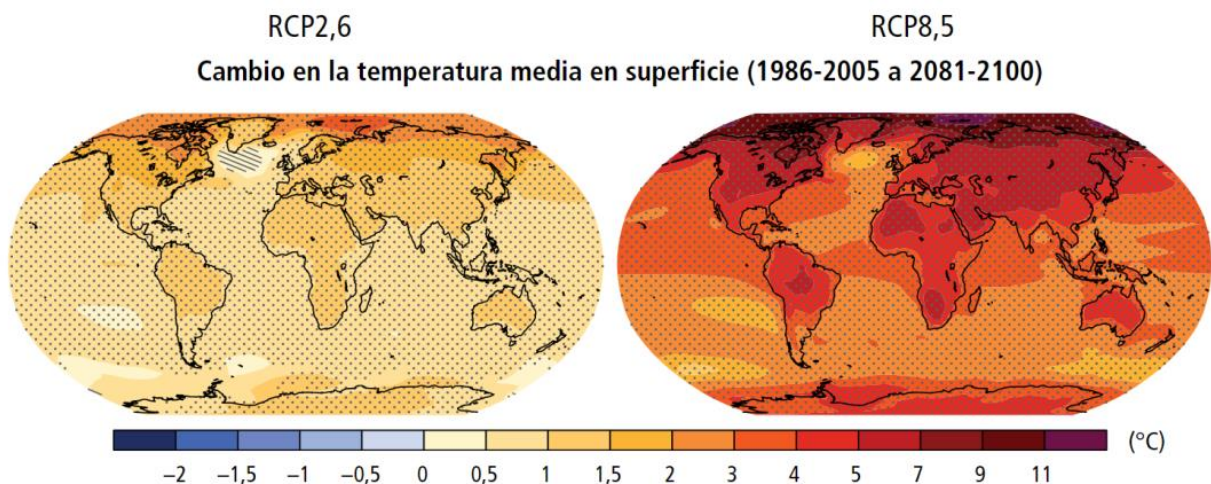 RCP2,6 RCP8,5
Cambio en la temperatura media en superficie (1986-2005 a 2081-2100)
(°C)
–2 –1,5 –1 –0,5 0 0,5 1 1,5 2 3 4 5 7 9 11